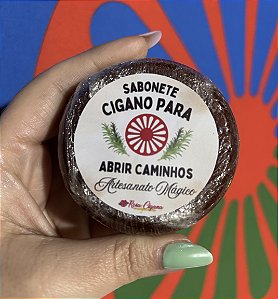 SABONETE
CIGANO PARA
ABRIR CAMINHOS
Artesanato Mágico
Rosa Cigana